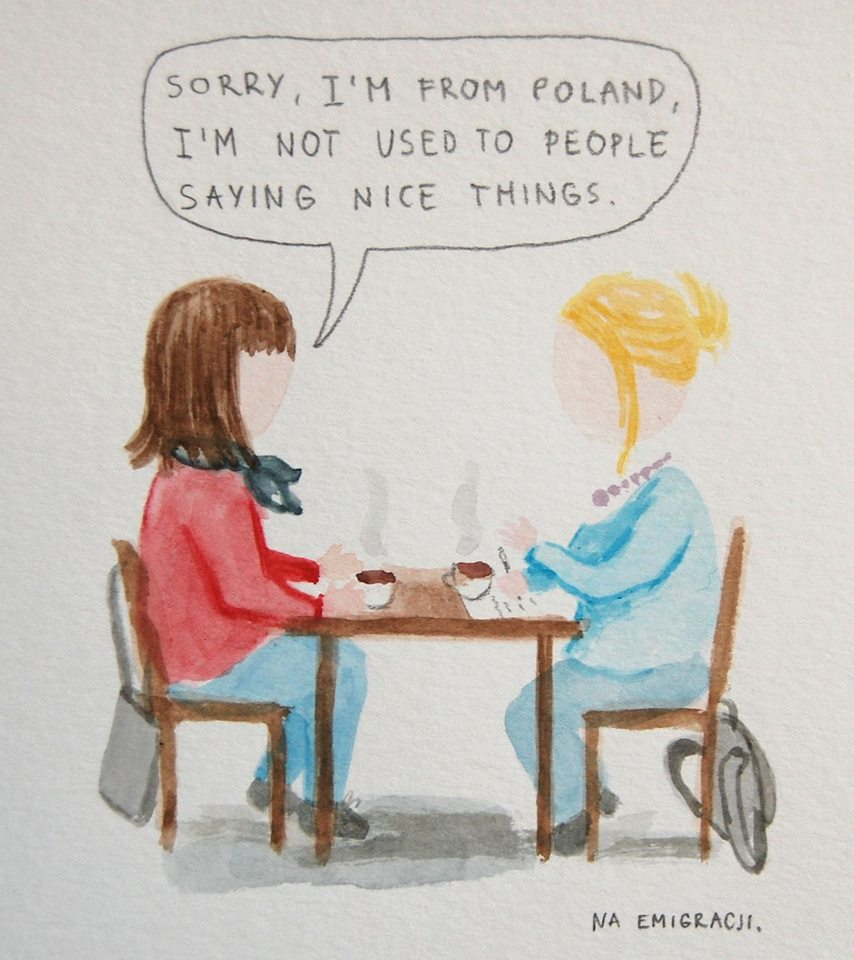 SORRY, I'M FROM POLAND,
I'M NOT USED TO PEOPLE
SAYING NICE THINGS.
NA EMIGRACJI.